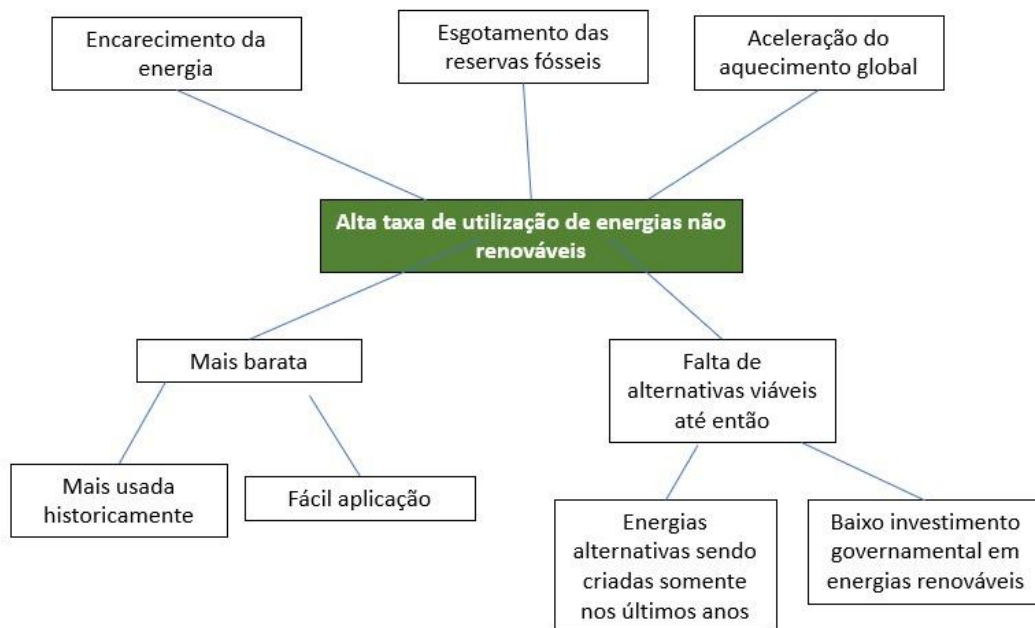 Encarecimento da
energia
Esgotamento das
reservas fósseis
Aceleração do
aquecimento global
Alta taxa de utilização de energias não
renováveis
Mais barata
Falta de
alternativas viáveis
até então
Mais usada
historicamente
Fácil aplicação
Energias
alternativas sendo
criadas somente
nos últimos anos
Baixo investimento
governamental em
energias renováveis